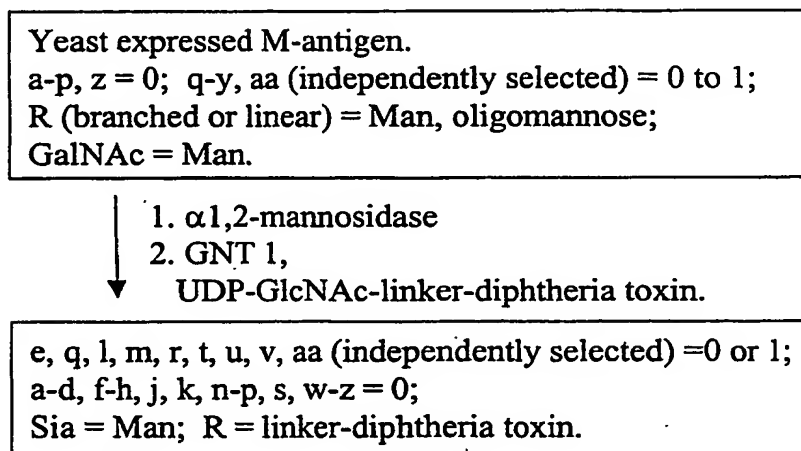 Yeast expressed M-antigen.
a-p, z = 0; q-y, aa (independently selected) = 0 to 1;
R (branched or linear) = Man, oligomannose;
GalNAc = Man.
1. α1,2-mannosidase
2. GNT 1,
UDP-GlcNAc-linker-diphtheria toxin.
e, q, l, m, r, t, u, v, aa (independently selected) =0 or 1;
a-d, f-h, j, k, n-p, s, w-z = 0;
Sia = Man; R = linker-diphtheria toxin.